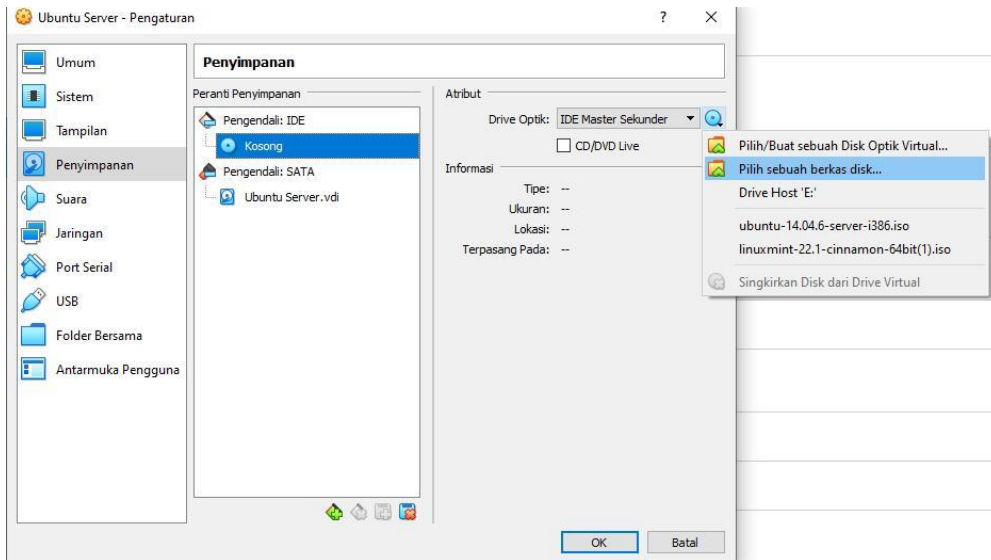 Ubuntu Server - Pengaturan
?
Umum
Sistem
Tampilan
Penyimpanan
Suara
Jaringan
Port Serial
USB
Folder Bersama
Antarmuka Pengguna
Penyimpanan
Peranti Penyimpanan
Pengendali: IDE
Kosong
Pengendali: SATA
Ubuntu Server.vdi
Atribut
Drive Optik: IDE Master Sekunder
CD/DVD Live
Informasi
Tipe: --
Ukuran: --
Lokasi: --
Terpasang Pada: --
Pilih/Buat sebuah Disk Optik Virtual...
Pilih sebuah berkas disk...
Drive Host 'E:'
ubuntu-14.04.6-server-i386.iso
linuxmint-22.1-cinnamon-64bit(1).iso
Singkirkan Disk dari Drive Virtual
OK
Batal